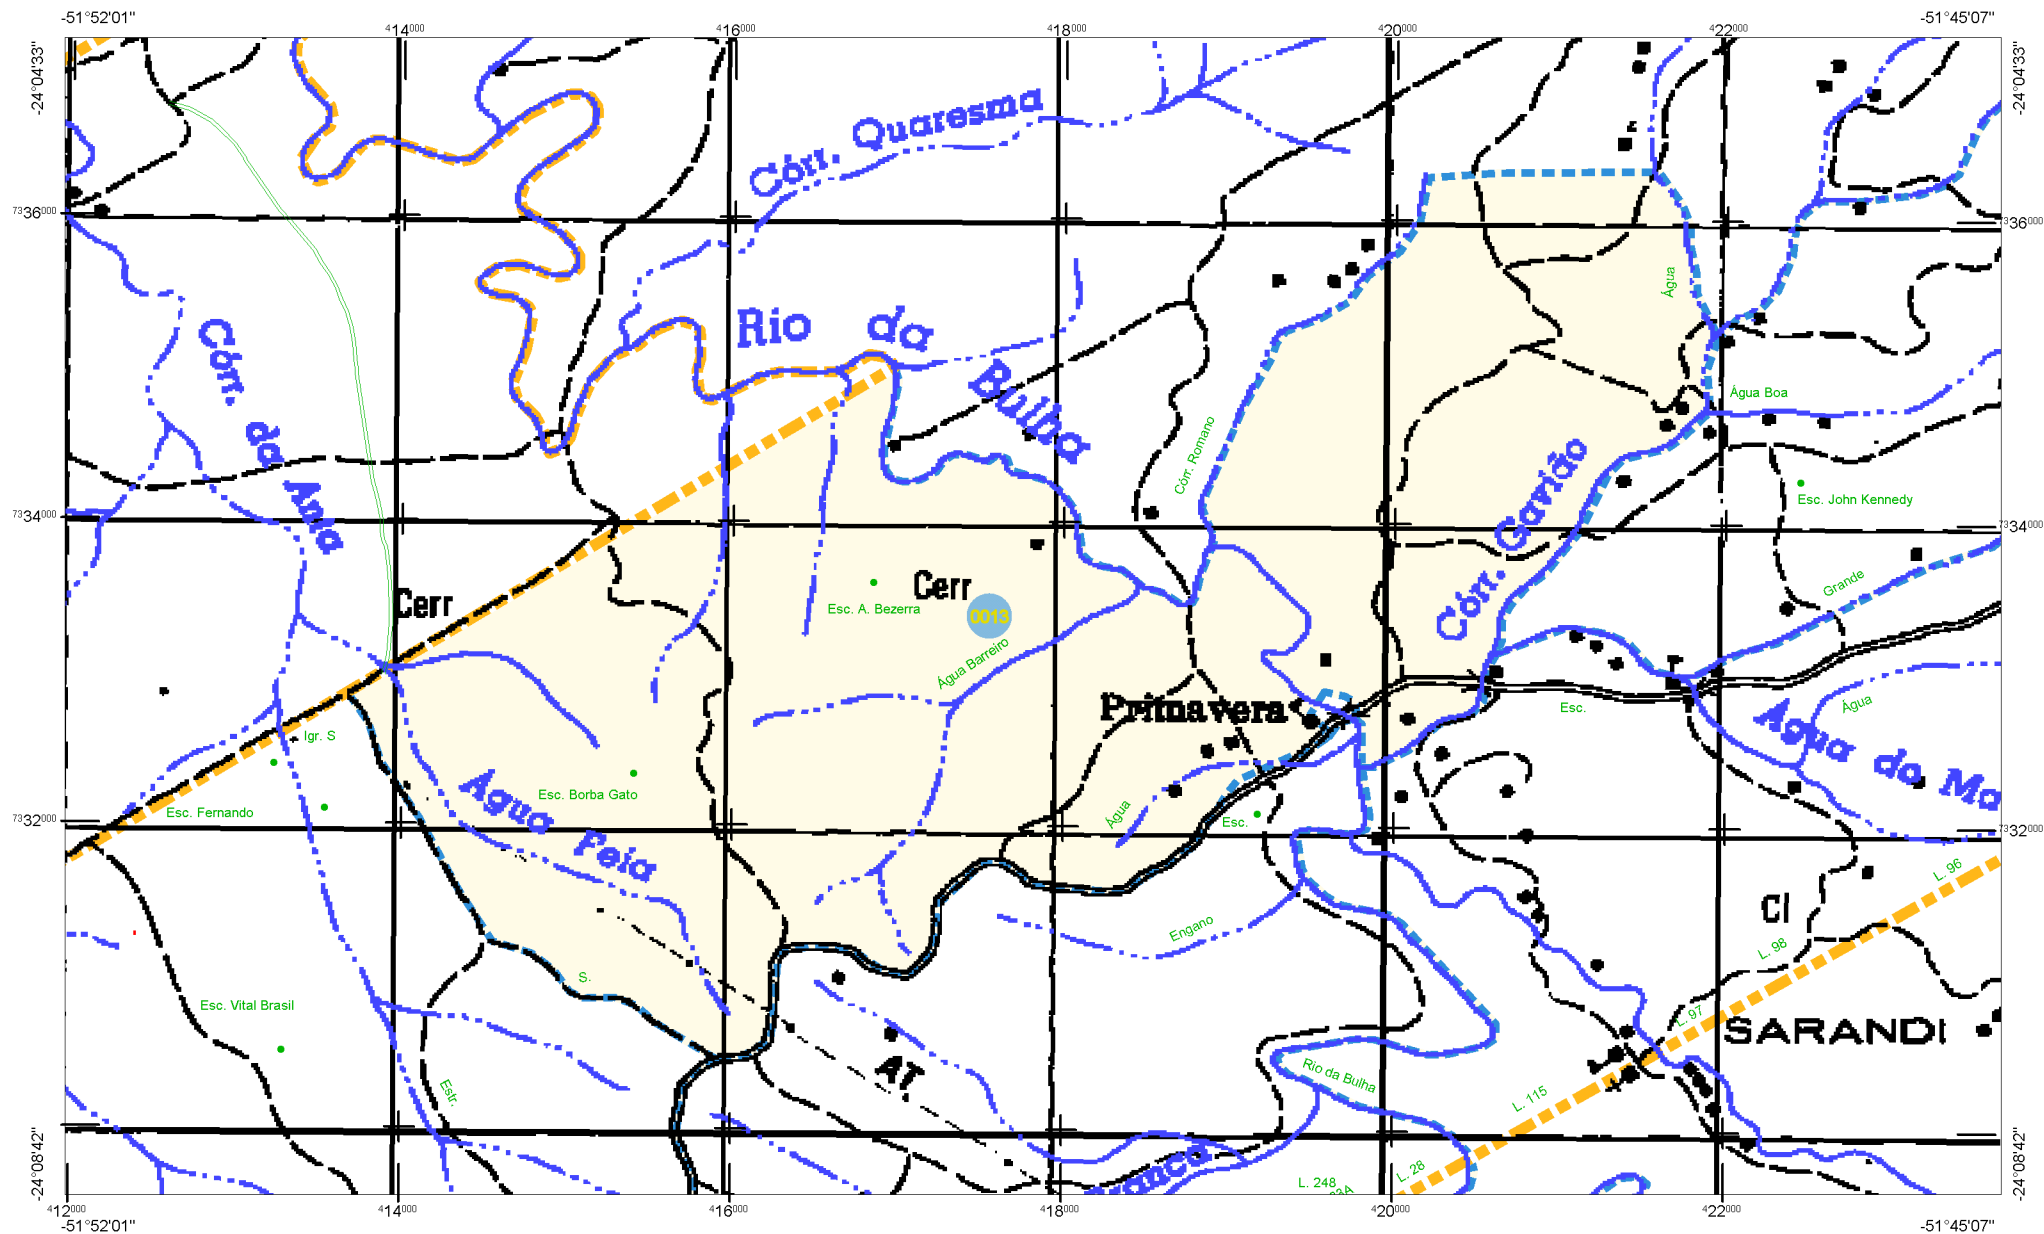 -51°52'01"
-51°45'07"
414000
416000
418000
420000
422000
-24°04'33"
-24°04'33"
Córr. Quaresma
7336000
7336000
Água
Rio da Bulha
Córr. da Anta
Água Boa
Córr. Romano
Córr. Gavião
Esc. John Kennedy
7334000
7334000
Cerr
Cerr
Esc. A. Bezerra
0013
Grande
Água Barreiro
Primavera
Esc.
Água
Água do Ma
Igr. S
Esc. Borba Gato
Esc. Fernando
Água Feia
Água
Esc.
7332000
7332000
L. 96
Cl
Engano
L. 98
S.
Esc. Vital Brasil
L. 97
SARANDI
AT.
Rio da Bulha
Estr.
L. 115
L. 28
L. 248
33A
ranca
-24°08'42"
-24°08'42"
412000
414000
416000
418000
420000
422000
-51°52'01"
-51°45'07"